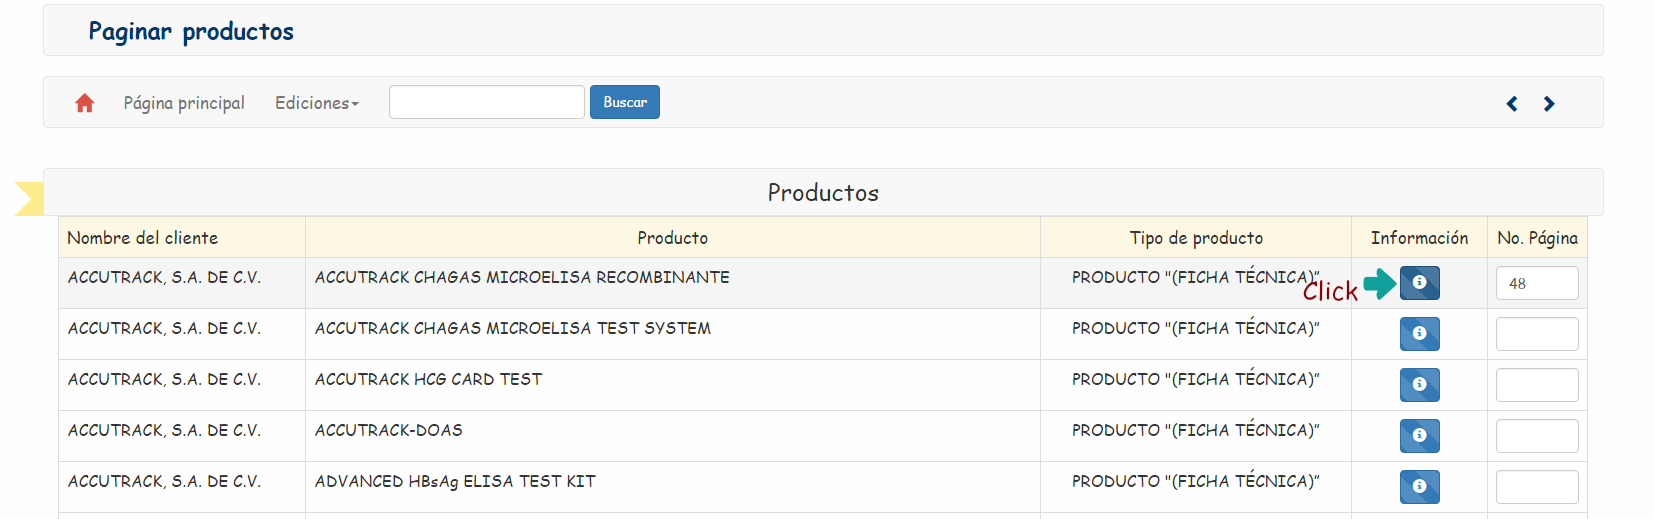 Paginar productos
Página principal Ediciones Buscar
Productos
Nombre del cliente Producto Tipo de producto Información No. Página
ACCUTRACK, S.A. DE C.V. ACCUTRACK CHAGAS MICROELISA RECOMBINANTE PRODUCTO "(FICHA TÉCNICA)" Click 48
ACCUTRACK, S.A. DE C.V. ACCUTRACK CHAGAS MICROELISA TEST SYSTEM PRODUCTO "(FICHA TÉCNICA)"
ACCUTRACK, S.A. DE C.V. ACCUTRACK HCG CARD TEST PRODUCTO "(FICHA TÉCNICA)"
ACCUTRACK, S.A. DE C.V. ACCUTRACK-DOAS PRODUCTO "(FICHA TÉCNICA)"
ACCUTRACK, S.A. DE C.V. ADVANCED HBsAg ELISA TEST KIT PRODUCTO "(FICHA TÉCNICA)"